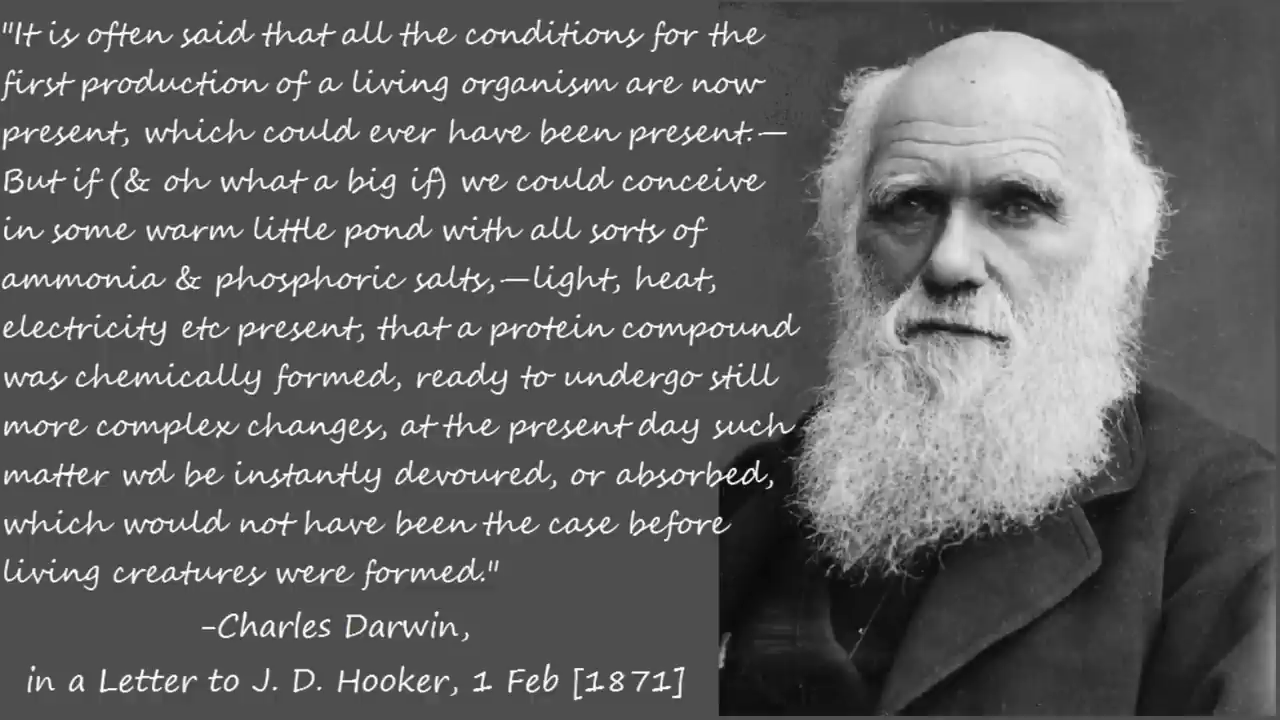 "It is often said that all the conditions for the
first production of a living organism are now
present, which could ever have been present.—
But if (& oh what a big if) we could conceive
in some warm little pond with all sorts of
ammonia & phosphoric salts,—light, heat,
electricity etc present, that a protein compound
was chemically formed, ready to undergo still
more complex changes, at the present day such
matter wd be instantly devoured, or absorbed,
which would not have been the case before
living creatures were formed."
-Charles Darwin,
in a Letter to J. D. Hooker, 1 Feb [1871]